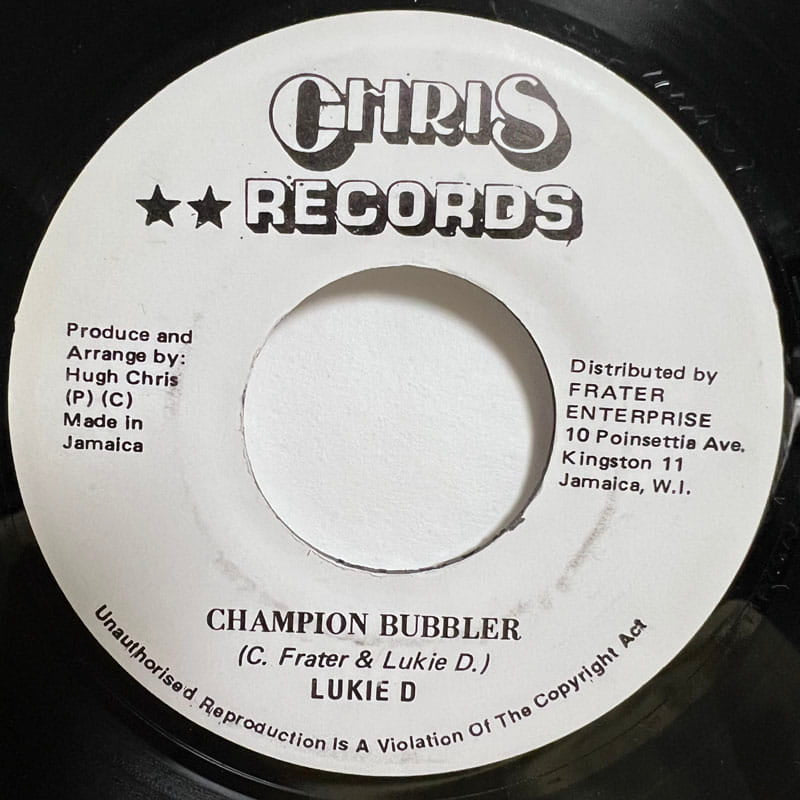 CHRIS
RECORDS
Produce and
Arrange by:
Hugh Chris
(P) (C)
Made in
Jamaica
Distributed by
FRATER
ENTERPRISE
10 Poinsettia Ave.
Kingston 11
Jamaica, W.I.
CHAMPION BUBBLER
(C. Frater & Lukie D.)
LUKIE D
Unauthorised Reproduction Is A Violation Of The Copyright Act